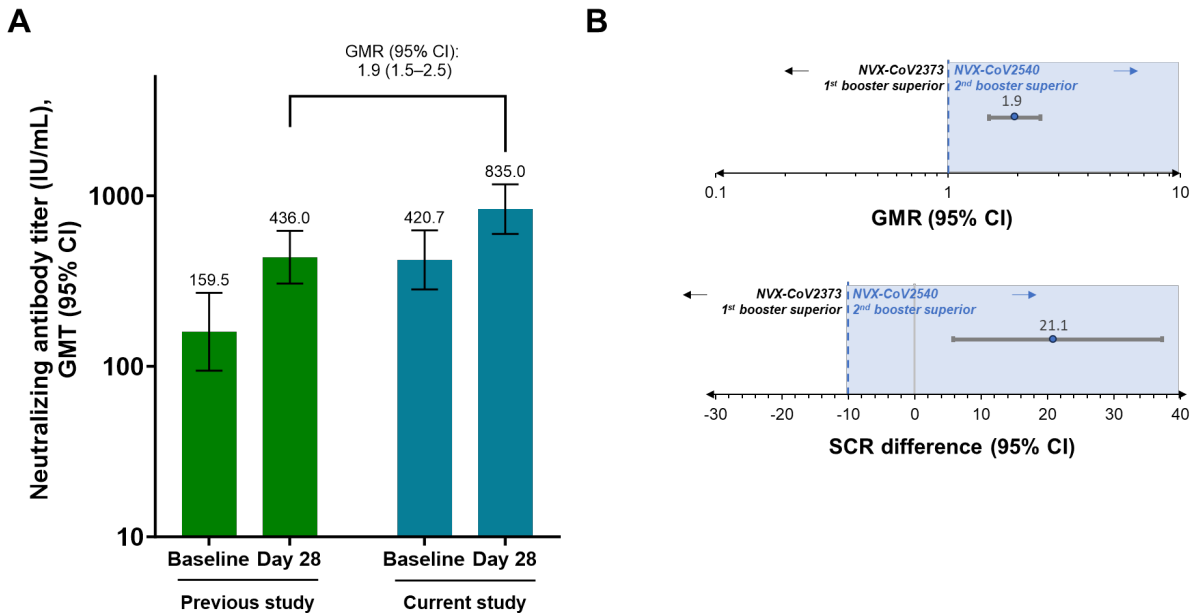 A
GMR (95% CI):
1.9 (1.5–2.5)
Neutralizing antibody titer (IU/mL),
GMT (95% CI)
1000
100
10
159.5
436.0
420.7
835.0
Baseline Day 28
Baseline Day 28
Previous study
Current study
B
NVX-CoV2373
1st booster superior
NVX-CoV2540
2nd booster superior
1.9
0.1 1 10
GMR (95% CI)
NVX-CoV2373
1st booster superior
NVX-CoV2540
2nd booster superior
21.1
-30 -20 -10 0 10 20 30 40
SCR difference (95% CI)